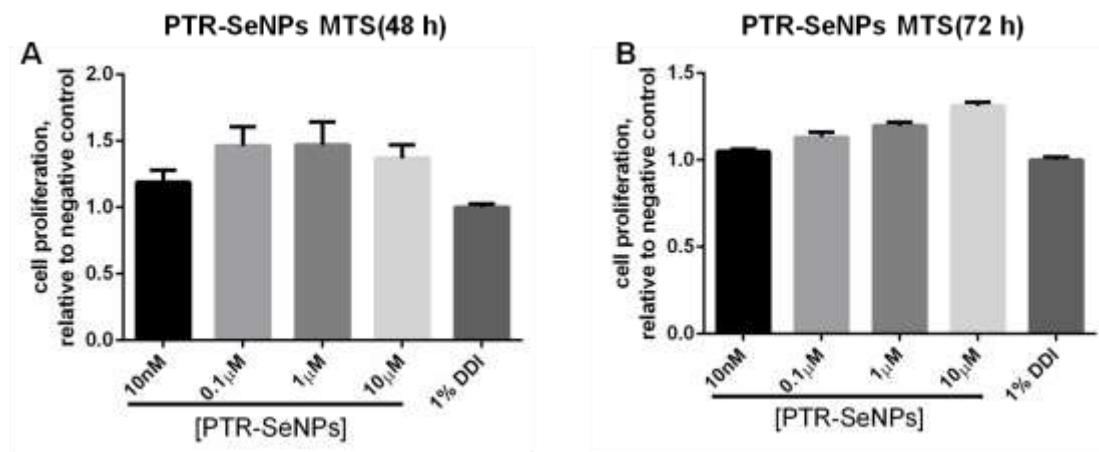 PTR-SeNPs MTS(48 h)
A
cell proliferation,
relative to negative control
2.0
1.5
1.0
0.5
0.0
10nM
0.1μM
1μM
10μM
1% DDI
[PTR-SeNPs]
PTR-SeNPs MTS(72 h)
B
cell proliferation,
relative to negative control
1.5
1.0
0.5
0.0
10nM
0.1μM
1μM
10μM
1% DDI
[PTR-SeNPs]